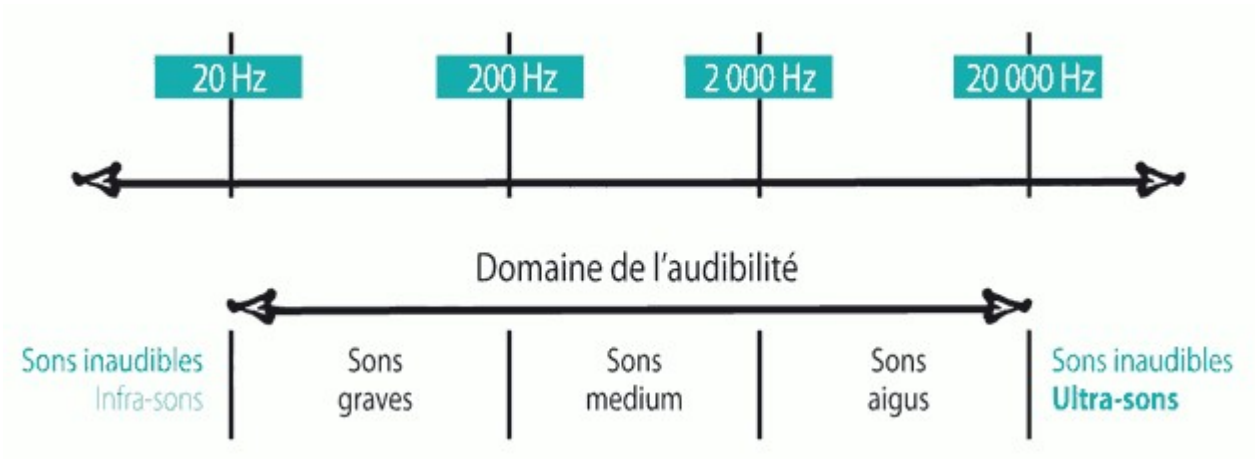 20 Hz
200 Hz
2 000 Hz
20 000 Hz
Domaine de l'audibilité
Sons inaudibles
Infra-sons
Sons
graves
Sons
medium
Sons
aigus
Sons inaudibles
Ultra-sons